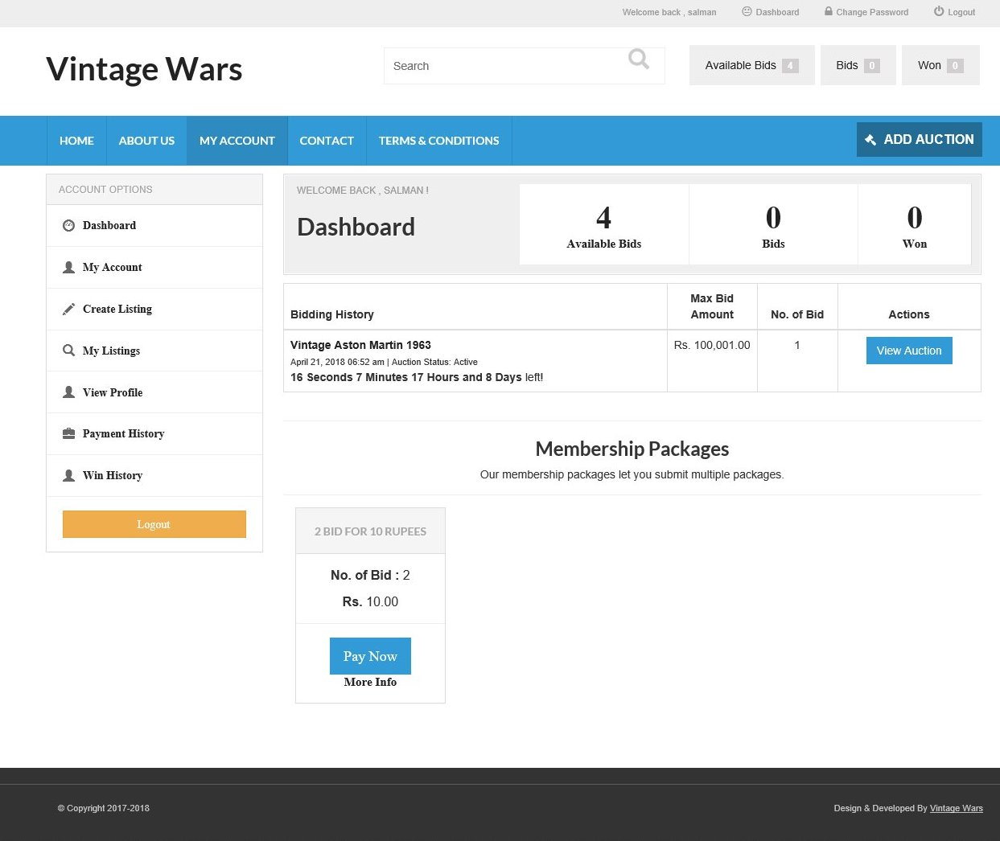 Welcome back , salman Dashboard Change Password Logout
Vintage Wars
Search
Available Bids 4 Bids 0 Won 0
HOME ABOUT US MY ACCOUNT CONTACT TERMS & CONDITIONS ADD AUCTION
ACCOUNT OPTIONS
Dashboard
My Account
Create Listing
My Listings
View Profile
Payment History
Win History
Logout
WELCOME BACK , SALMAN !
Dashboard
4 0 0
Available Bids Bids Won
Bidding History Max Bid Amount No. of Bid Actions
Vintage Aston Martin 1963 Rs. 100,001.00 1 View Auction
April 21, 2018 06:52 am | Auction Status: Active
16 Seconds 7 Minutes 17 Hours and 8 Days left!
Membership Packages
Our membership packages let you submit multiple packages.
2 BID FOR 10 RUPEES
No. of Bid : 2
Rs. 10.00
Pay Now
More Info
© Copyright 2017-2018 Design & Developed By Vintage Wars